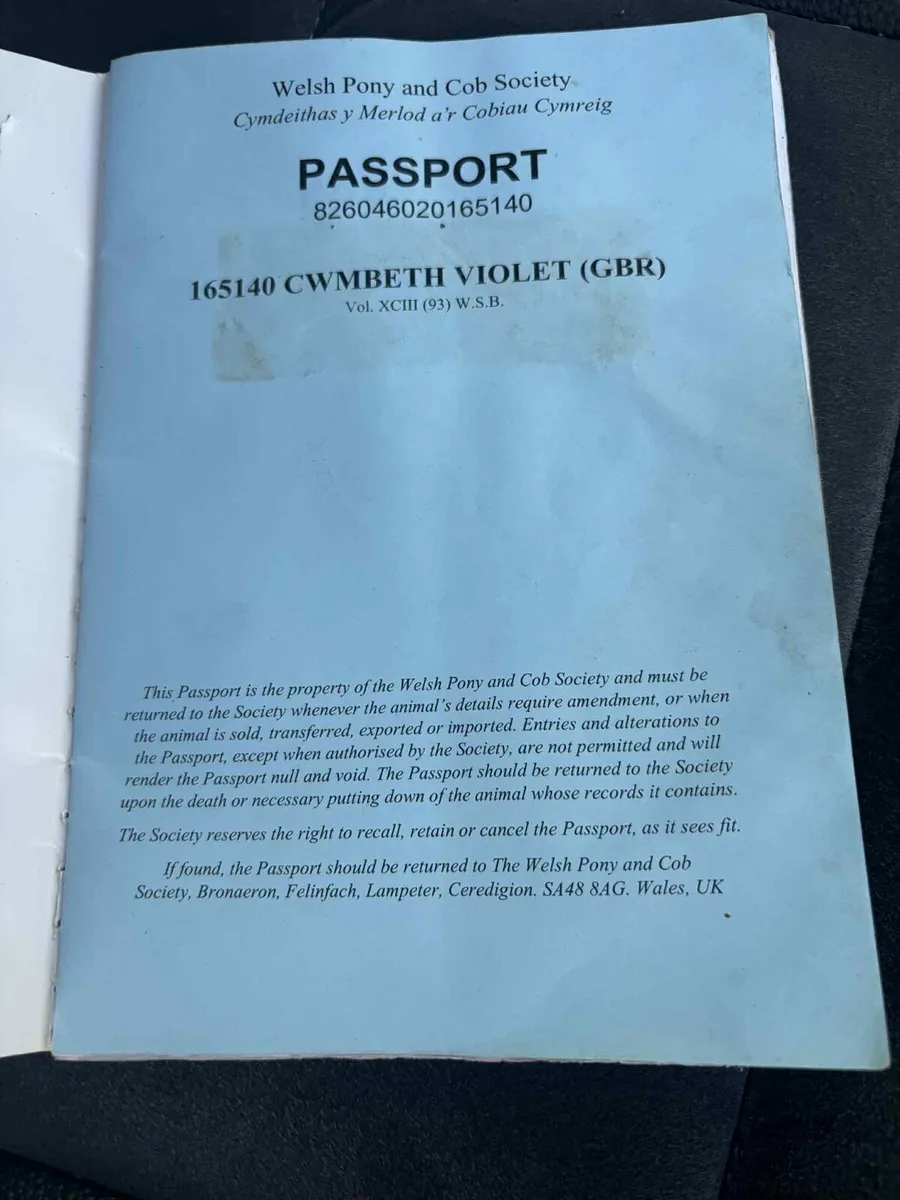 Welsh Pony and Cob Society
Cymdeithas y Merlod a'r Cobiau Cymreig
PASSPORT
826046020165140
165140 CWMBETH VIOLET (GBR)
Vol. XCIII (93) W.S.B.
This Passport is the property of the Welsh Pony and Cob Society and must be
returned to the Society whenever the animal's details require amendment, or when
the animal is sold, transferred, exported or imported. Entries and alterations to
the Passport, except when authorised by the Society, are not permitted and will
render the Passport null and void. The Passport should be returned to the Society
upon the death or necessary putting down of the animal whose records it contains.
The Society reserves the right to recall, retain or cancel the Passport, as it sees fit.
If found, the Passport should be returned to The Welsh Pony and Cob
Society, Bronaeron, Felinfach, Lampeter, Ceredigion. SA48 8AG. Wales, UK